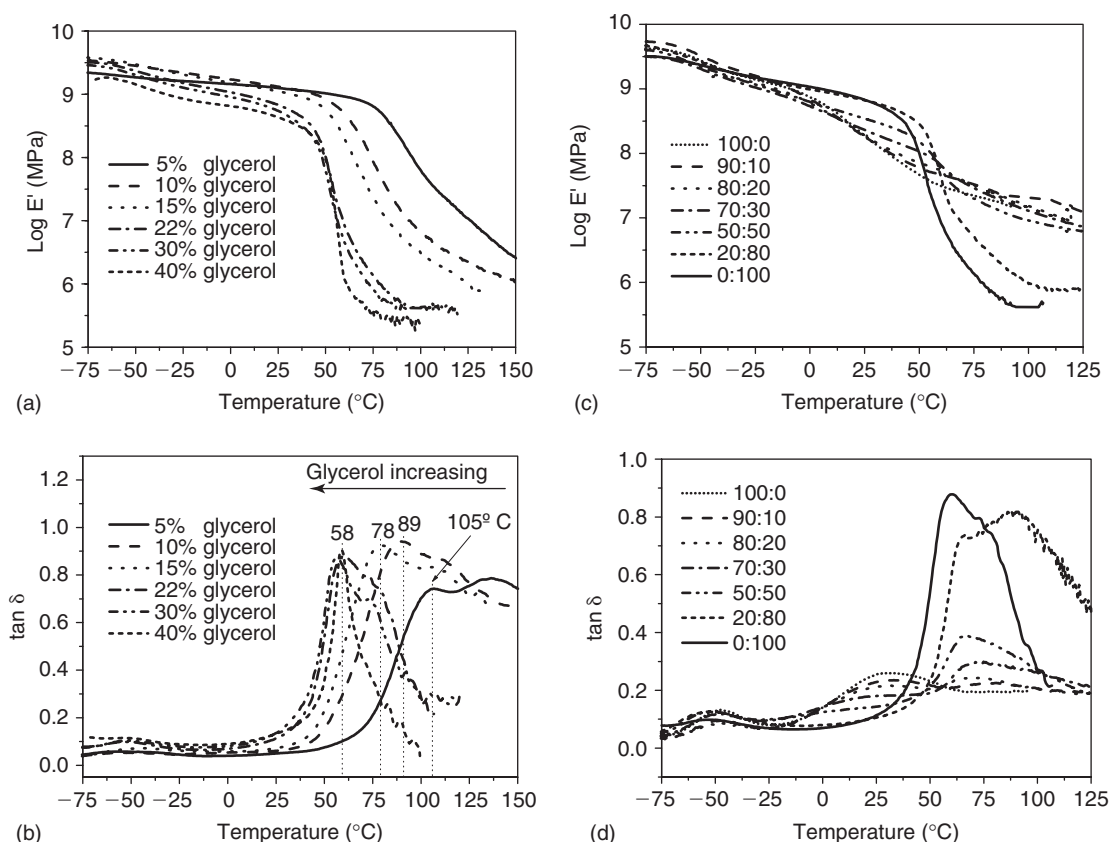 10
9
8
7
6
5
Log E' (MPa)
5% glycerol
10% glycerol
15% glycerol
22% glycerol
30% glycerol
40% glycerol
−75 −50 −25 0 25 50 75 100 125 150
Temperature (°C)
(a)
10
9
8
7
6
5
Log E' (MPa)
100:0
90:10
80:20
70:30
50:50
20:80
0:100
−75 −50 −25 0 25 50 75 100 125
Temperature (°C)
(c)
1.2
1.0
0.8
0.6
0.4
0.2
0.0
tan δ
Glycerol increasing
58 78 89 105º C
5% glycerol
10% glycerol
15% glycerol
22% glycerol
30% glycerol
40% glycerol
−75 −50 −25 0 25 50 75 100 125 150
Temperature (°C)
(b)
1.0
0.8
0.6
0.4
0.2
0.0
tan δ
100:0
90:10
80:20
70:30
50:50
20:80
0:100
−75 −50 −25 0 25 50 75 100 125
Temperature (°C)
(d)